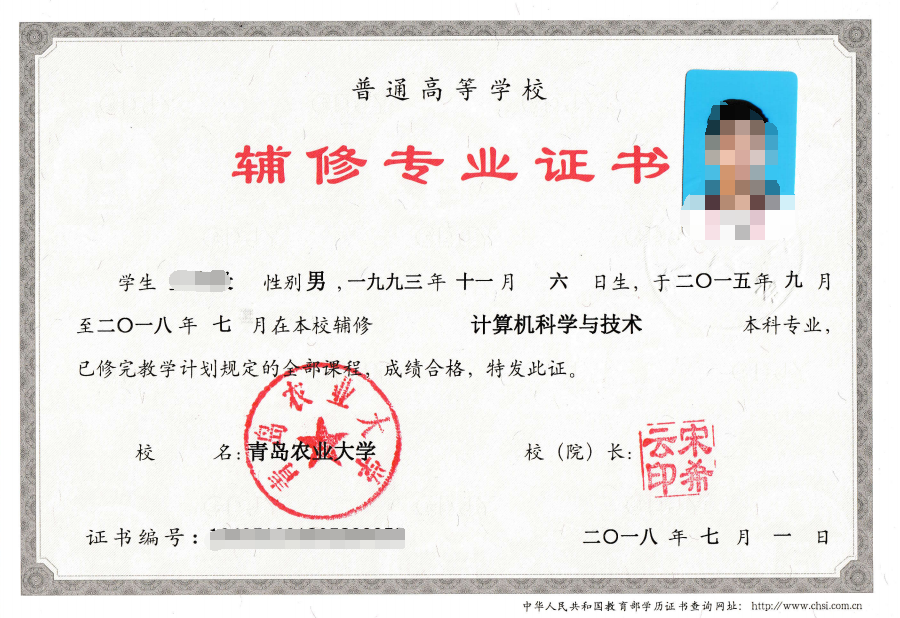 普通高等学校
辅修专业证书
学生 性别 男 ,一九九三年 十一月 六 日生，于二〇一五年 九 月
至二〇一八年 七 月在本校辅修 计算机科学与技术 本科专业，
已修完教学计划规定的全部课程，成绩合格，特发此证。
青岛农业大学
校 名：青岛农业大学 校（院）长：
宋希云印
证书编号：
二〇一八 年 七 月 一 日
中华人民共和国教育部学历证书查询网址： http://www.chsi.com.cn